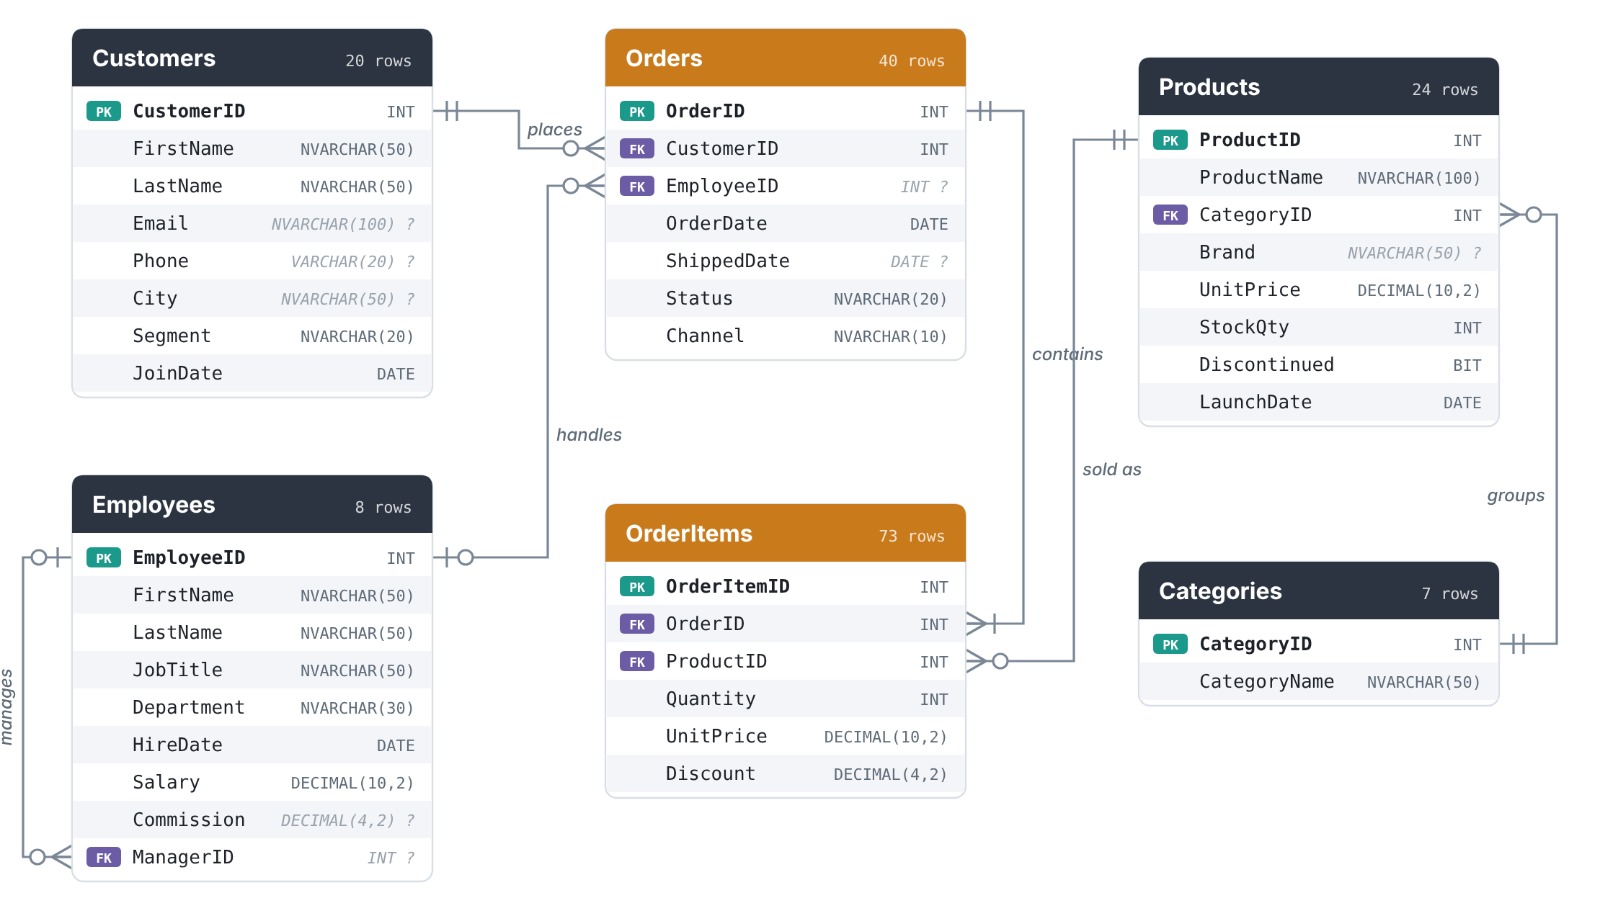 Customers 20 rows
PK CustomerID INT
FirstName NVARCHAR(50)
LastName NVARCHAR(50)
Email NVARCHAR(100) ?
Phone VARCHAR(20) ?
City NVARCHAR(50) ?
Segment NVARCHAR(20)
JoinDate DATE
places
Orders 40 rows
PK OrderID INT
FK CustomerID INT
FK EmployeeID INT ?
OrderDate DATE
ShippedDate DATE ?
Status NVARCHAR(20)
Channel NVARCHAR(10)
contains
Products 24 rows
PK ProductID INT
ProductName NVARCHAR(100)
FK CategoryID INT
Brand NVARCHAR(50) ?
UnitPrice DECIMAL(10,2)
StockQty INT
Discontinued BIT
LaunchDate DATE
handles
sold as
groups
manages
Employees 8 rows
PK EmployeeID INT
FirstName NVARCHAR(50)
LastName NVARCHAR(50)
JobTitle NVARCHAR(50)
Department NVARCHAR(30)
HireDate DATE
Salary DECIMAL(10,2)
Commission DECIMAL(4,2) ?
FK ManagerID INT ?
OrderItems 73 rows
PK OrderItemID INT
FK OrderID INT
FK ProductID INT
Quantity INT
UnitPrice DECIMAL(10,2)
Discount DECIMAL(4,2)
Categories 7 rows
PK CategoryID INT
CategoryName NVARCHAR(50)